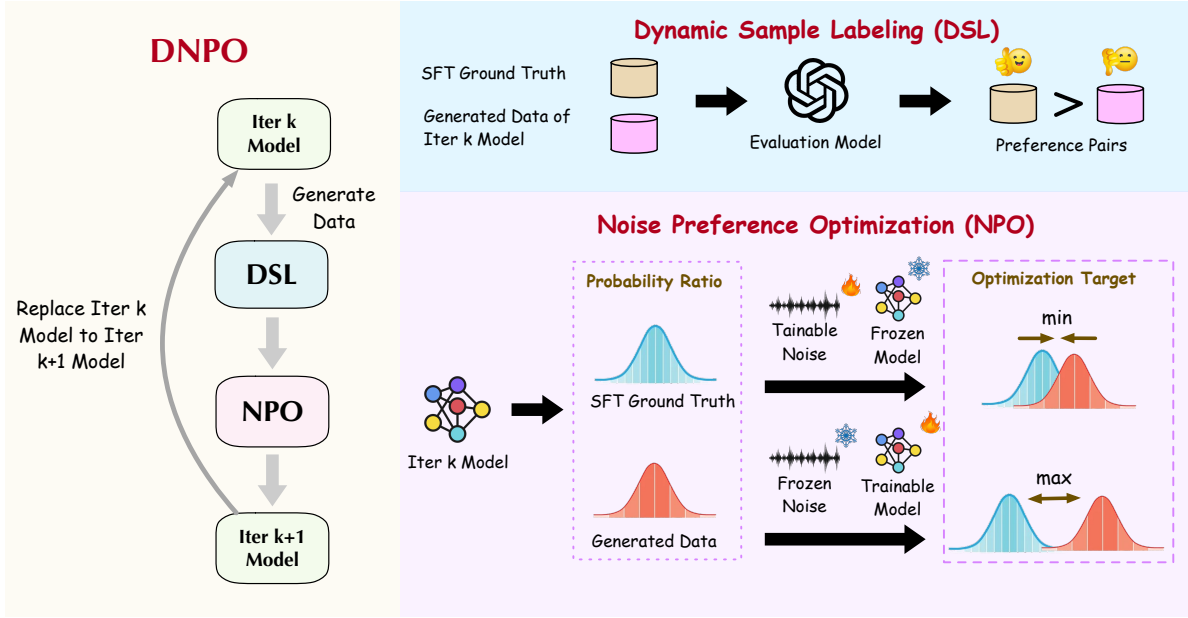 DNPO
Iter k
Model
Generate
Data
DSL
Replace Iter k
Model to Iter
k+1 Model
NPO
Iter k+1
Model
Dynamic Sample Labeling (DSL)
SFT Ground Truth
Generated Data of
Iter k Model
Evaluation Model
>
Preference Pairs
Noise Preference Optimization (NPO)
Iter k Model
Probability Ratio
SFT Ground Truth
Generated Data
Tainable
Noise
Frozen
Model
Frozen
Noise
Trainable
Model
Optimization Target
min
max